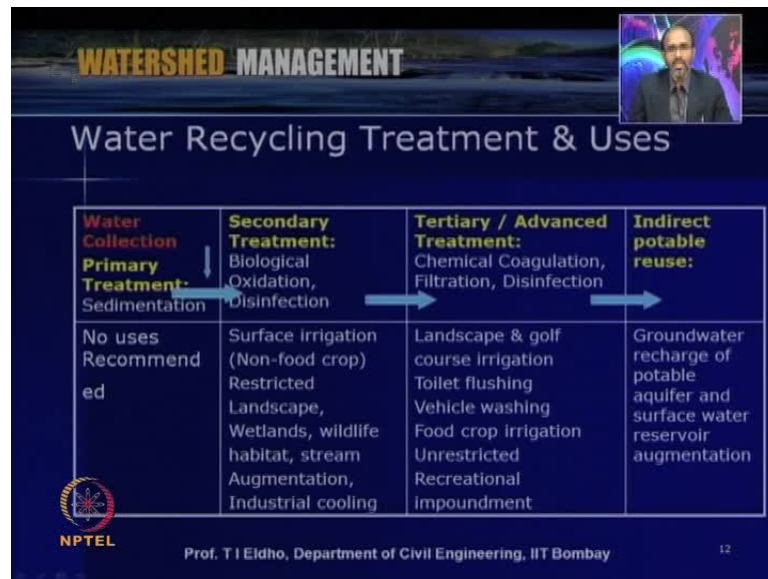 WATERSHED MANAGEMENT
Water Recycling Treatment & Uses
Water
Collection
Primary
Treatment:
Sedimentation
Secondary
Treatment:
Biological
Oxidation,
Disinfection
Tertiary / Advanced
Treatment:
Chemical Coagulation,
Filtration, Disinfection
Indirect
potable
reuse:
No uses
Recommend
ed
Surface irrigation
(Non-food crop)
Restricted
Landscape,
Wetlands, wildlife
habitat, stream
Augmentation,
Industrial cooling
Landscape & golf
course irrigation
Toilet flushing
Vehicle washing
Food crop irrigation
Unrestricted
Recreational
impoundment
Groundwater
recharge of
potable
aquifer and
surface water
reservoir
augmentation
NPTEL
Prof. T I Eldho, Department of Civil Engineering, IIT Bombay
12